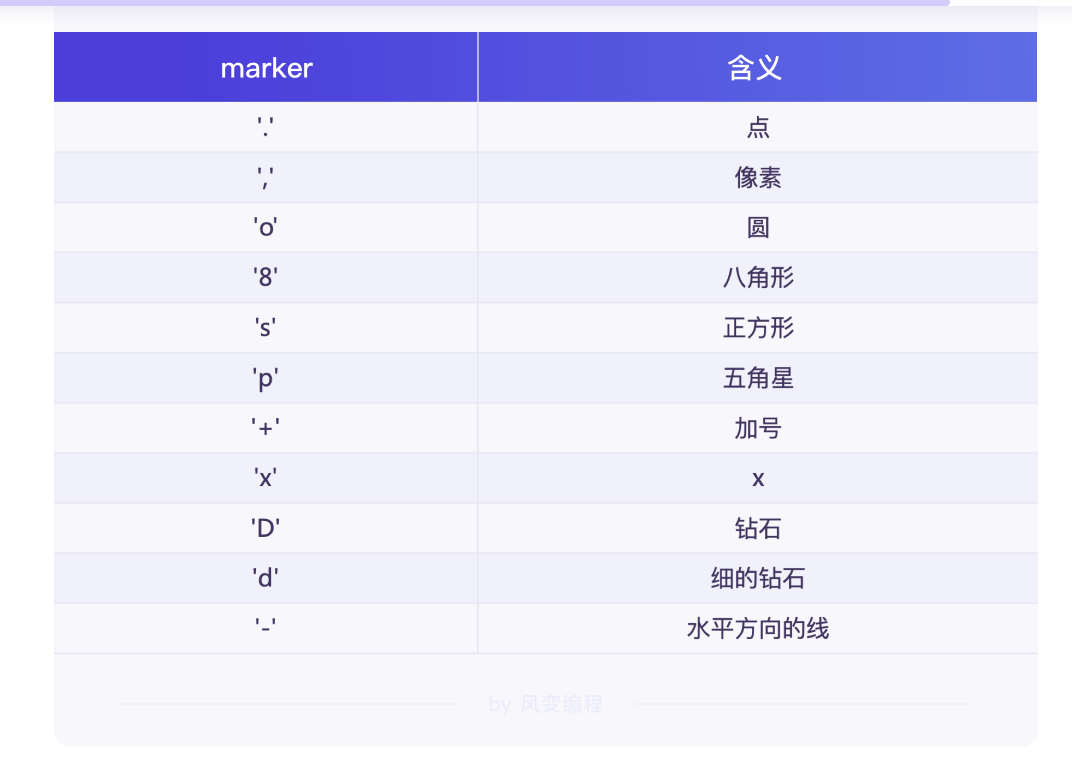 marker 含义
'.' 点
',' 像素
'o' 圆
'8' 八角形
's' 正方形
'p' 五角星
'+' 加号
'x' x
'D' 钻石
'd' 细的钻石
'-' 水平方向的线
by 风变编程